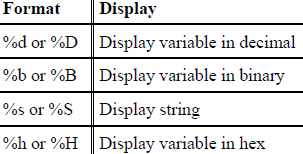 Format Display
%d or %D Display variable in decimal
%b or %B Display variable in binary
%s or %S Display string
%h or %H Display variable in hex